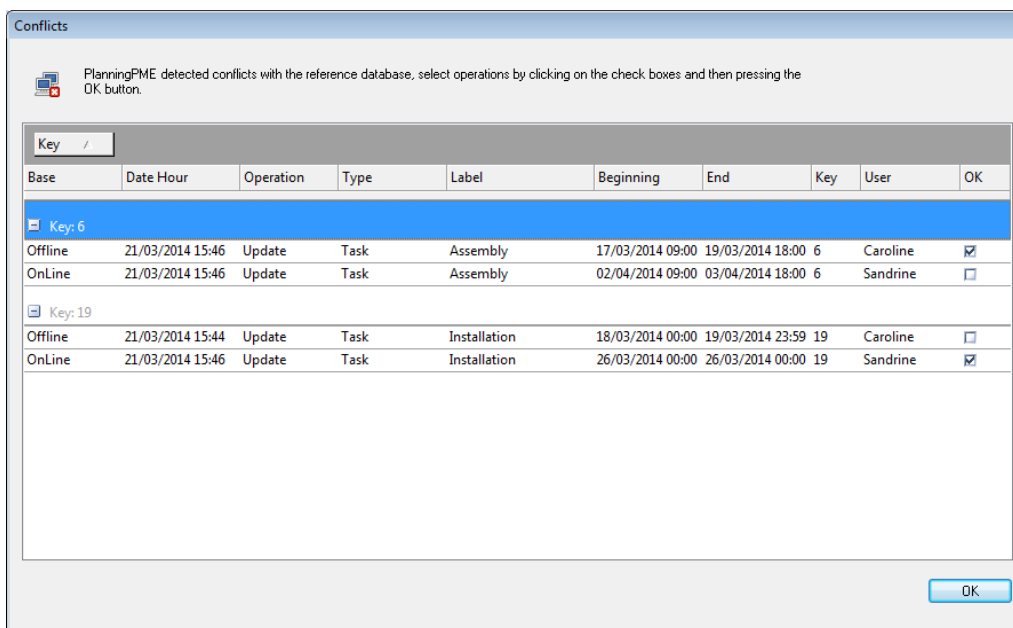 Conflicts
PlanningPME detected conflicts with the reference database, select operations by clicking on the check boxes and then pressing the
OK button.
Key
Base Date Hour Operation Type Label Beginning End Key User OK
Key: 6
Offline 21/03/2014 15:46 Update Task Assembly 17/03/2014 09:00 19/03/2014 18:00 6 Caroline
OnLine 21/03/2014 15:46 Update Task Assembly 02/04/2014 09:00 03/04/2014 18:00 6 Sandrine
Key: 19
Offline 21/03/2014 15:44 Update Task Installation 18/03/2014 00:00 19/03/2014 23:59 19 Caroline
OnLine 21/03/2014 15:46 Update Task Installation 26/03/2014 00:00 26/03/2014 00:00 19 Sandrine
OK